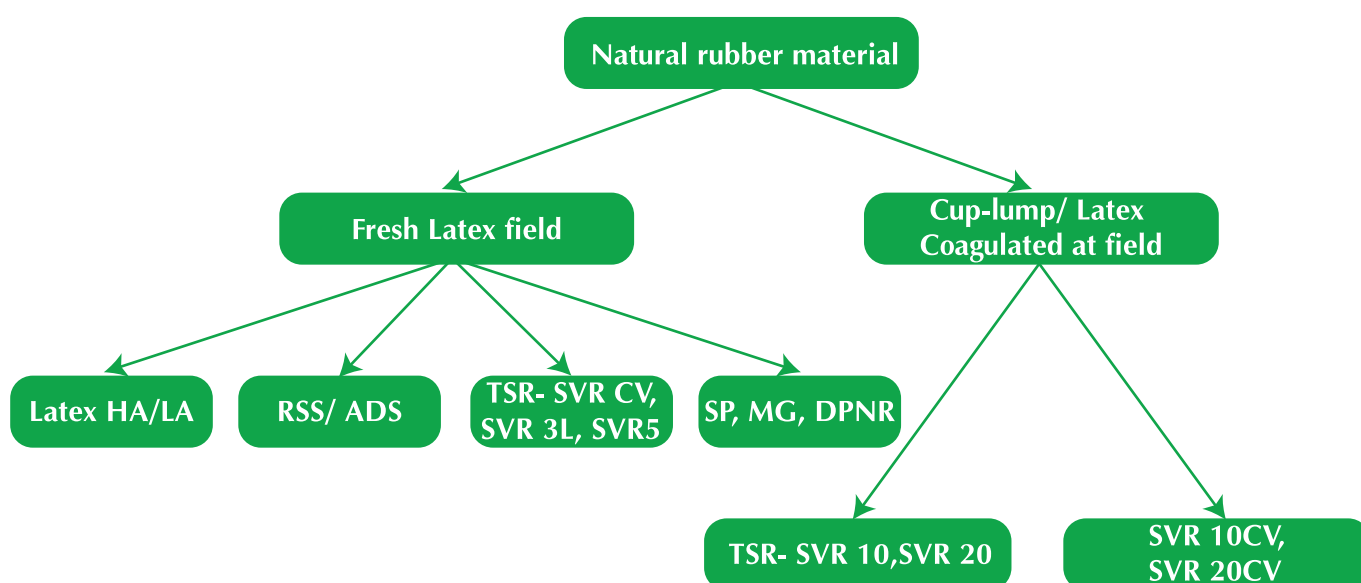 Natural rubber material
Fresh Latex field
Cup-lump/ Latex
Coagulated at field
Latex HA/LA
RSS/ ADS
TSR- SVR CV,
SVR 3L, SVR5
SP, MG, DPNR
TSR- SVR 10,SVR 20
SVR 10CV,
SVR 20CV